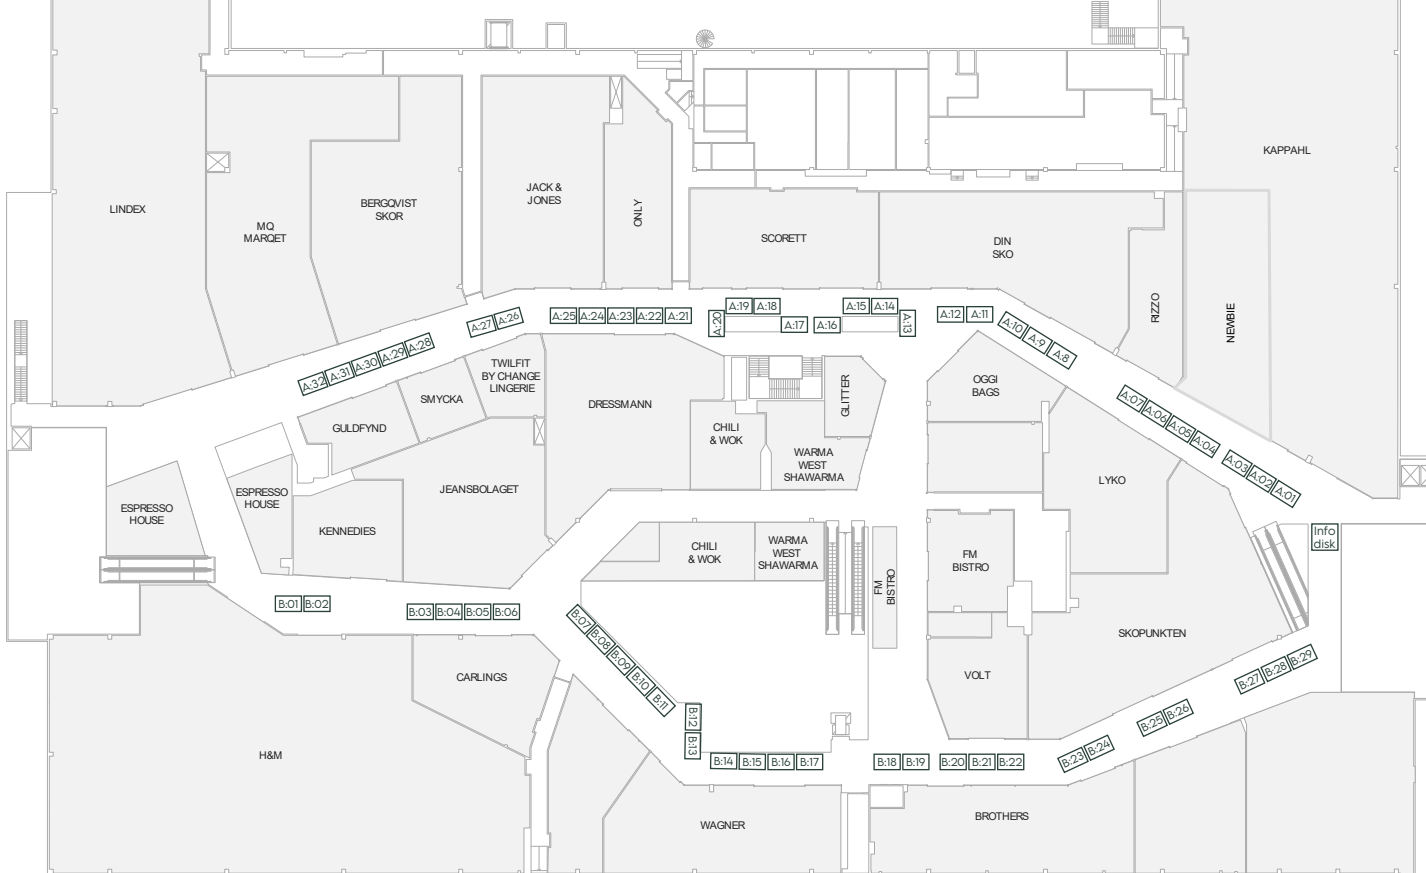 KAPPAHL
JACK &
JONES
LINDEX
BERGQVIST
SKOR
ONLY
MQ
MARQET
SCORETT
DIN
SKO
RIZZO
NEWBIE
A:19
A:18
A:15
A:14
A:12
A:11
A:27
A:26
A:25
A:24
A:23
A:22
A:21
A:20
A:17
A:16
A:13
A:10
A:9
A:8
A:32
A:31
A:30
A:29
A:28
TWILFIT
BY CHANGE
LINGERIE
OGGI
BAGS
GLITTER
SMYCKA
DRESSMANN
A:07
A:06
A:05
A:04
GULDFYND
CHILI
& WOK
WARMA
WEST
SHAWARMA
A:03
A:02
A:01
ESPRESSO
HOUSE
ESPRESSO
HOUSE
JEANSBOLAGET
LYKO
KENNEDIES
Info
disk
CHILI
& WOK
WARMA
WEST
SHAWARMA
FM
BISTRO
FM
BISTRO
B:01
B:02
B:03
B:04
B:05
B:06
B:07
B:08
B:09
B:10
B:11
SKOPUNKTEN
CARLINGS
VOLT
B:27
B:28
B:29
B:12
B:13
B:25
B:26
H&M
B:14
B:15
B:16
B:17
B:18
B:19
B:20
B:21
B:22
B:23
B:24
WAGNER
BROTHERS